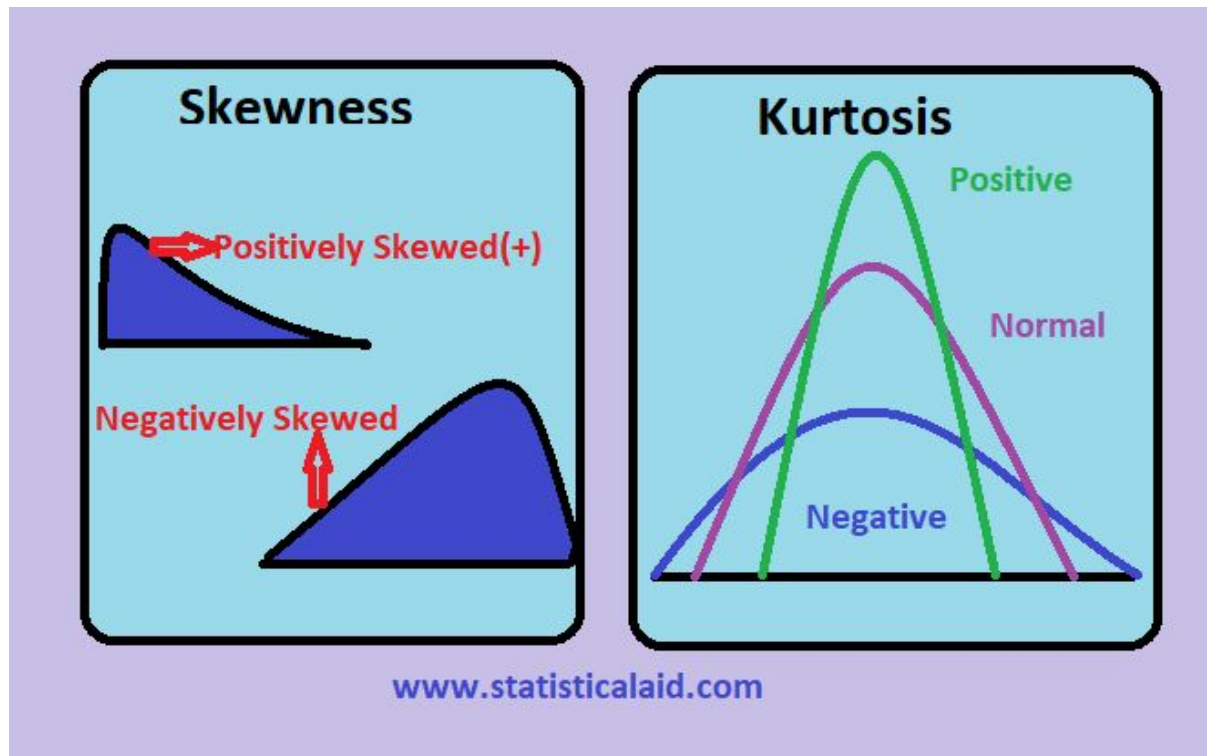 Skewness
Positively Skewed(+)
Negatively Skewed
Kurtosis
Positive
Normal
Negative
www.statisticalaid.com